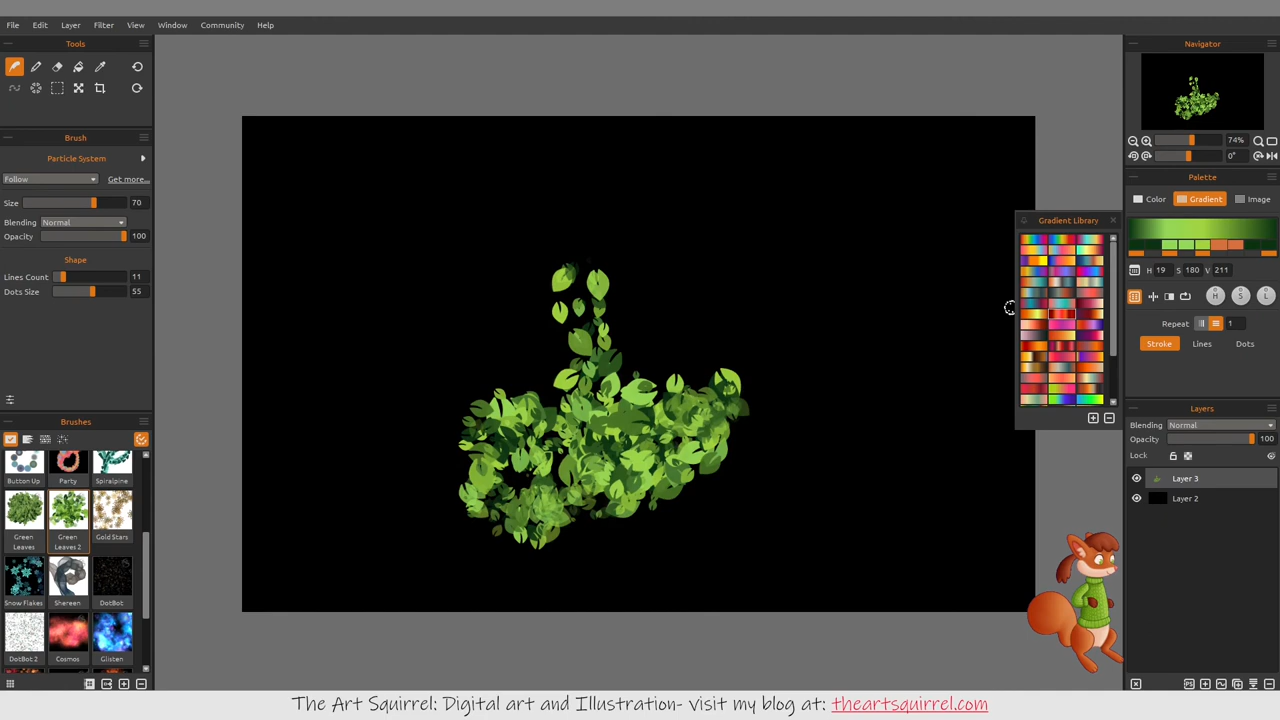 File Edit Layer Filter View Window Community Help
Tools
Brush
Particle System
Follow Get more...
Size 70
Blending Normal
Opacity 100
Shape
Lines Count 11
Dots Size 55
Brushes
Button Up Party Spiralpine
Green Leaves Green Leaves 2 Gold Stars
Snow Flakes Shereen DotBot
DotBot 2 Cosmos Glisten
Gradient Library
Navigator
74%
0°
Palette
Color Gradient Image
H 19 S 180 V 211
H S L
Repeat 1
Stroke Lines Dots
Layers
Blending Normal
Opacity 100
Lock
Layer 3
Layer 2
The Art Squirrel: Digital art and Illustration- visit my blog at: theartsquirrel.com